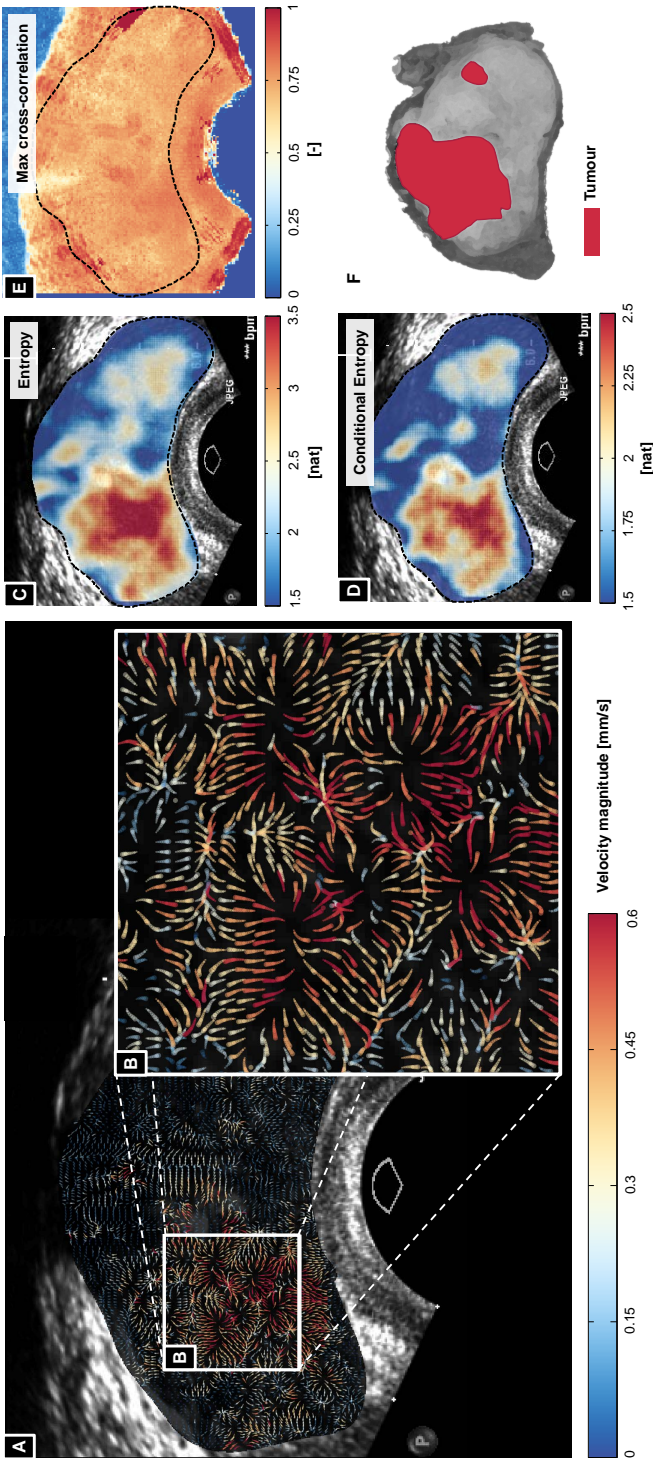 A
B
B
P
0 0.15 0.3 0.45 0.6
Velocity magnitude [mm/s]
C
Entropy
*** bpm
JPEG
P
1.5 2 2.5 3 3.5
[nat]
D
Conditional Entropy
*** bpm
JPEG
P
1.5 1.75 2 2.25 2.5
[nat]
E
Max cross-correlation
0 0.25 0.5 0.75 1
[-]
F
Tumour